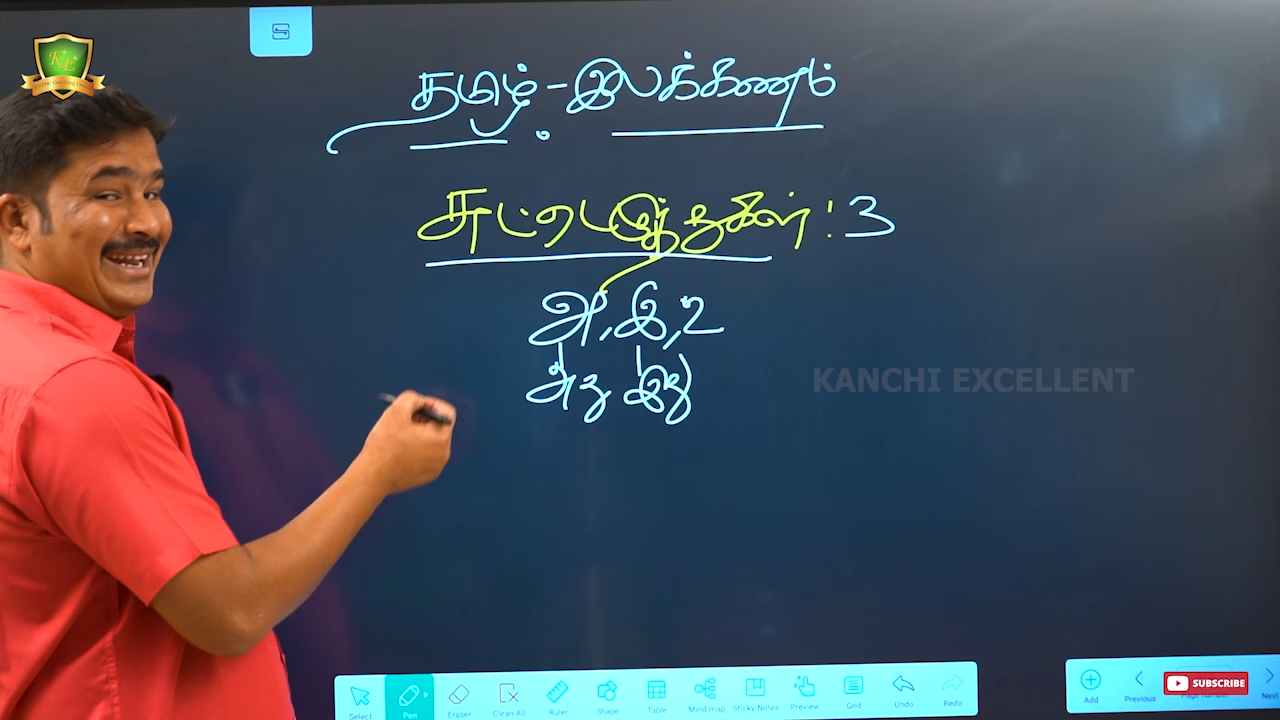 தமிழ் - இலக்கணம்
சுட்டெழுத்துகள் : 3
அ, இ, உ
அது இது
KANCHI EXCELLENT
Select Pen Eraser Clean All Ruler Shape Table Mind map Sticky Notes Preview Grid Undo Redo
Add Previous Next
SUBSCRIBE